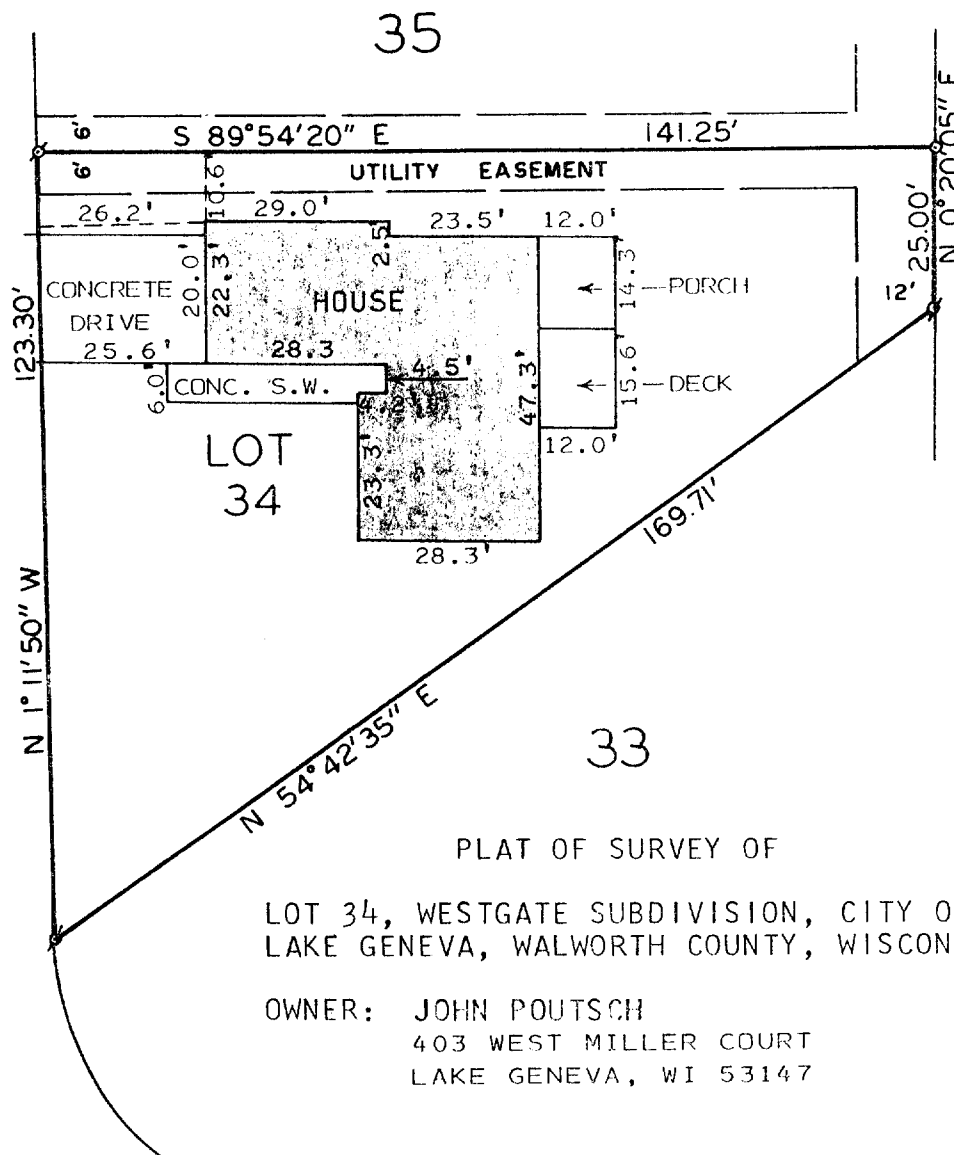 35
6'
S 89°54'20" E 141.25'
6'
UTILITY EASEMENT
N 0°20'05" E
25.00'
10.6'
26.2'
29.0'
2.5'
23.5'
12.0'
CONCRETE
DRIVE
20.0'
22.3'
HOUSE
14.3'
PORCH
12'
123.30'
25.6'
28.3
4.5'
6.0'
CONC. S.W.
47.3'
15.6'
DECK
12.0'
LOT
34
23.3'
28.3'
169.71'
N 1°11'50" W
N 54°42'35" E
33
PLAT OF SURVEY OF
LOT 34, WESTGATE SUBDIVISION, CITY O
LAKE GENEVA, WALWORTH COUNTY, WISCON
OWNER: JOHN POUTSCH
403 WEST MILLER COURT
LAKE GENEVA, WI 53147